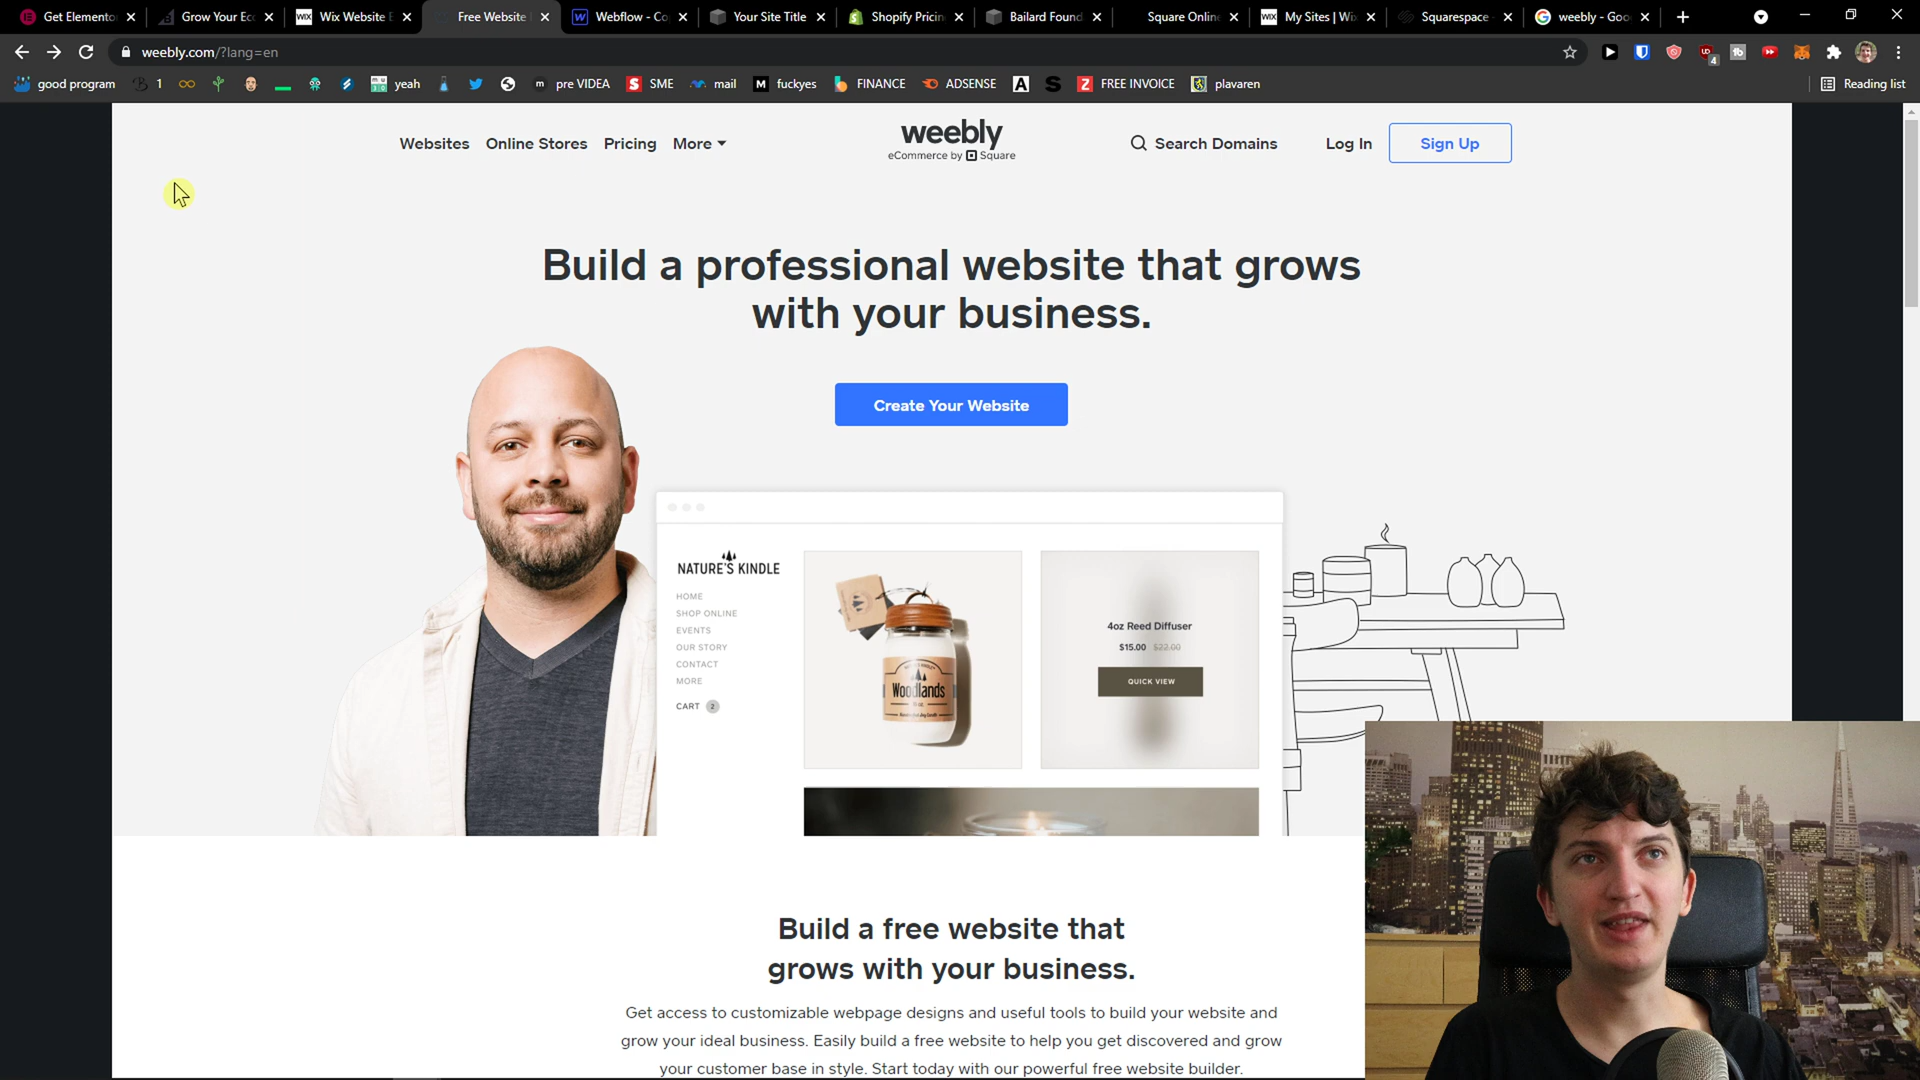 Get Elemento
Grow Your Ec
WIX Wix Website B
Free Website
Webflow - Co
Your Site Title
Shopify Pricin
Bailard Found
Square Onlin
WIX My Sites | Wi
Squarespace -
weebly - Goo
weebly.com/?lang=en
good program
1
yeah
pre VIDEA
SME
mail
fuckyes
FINANCE
ADSENSE
FREE INVOICE
plavaren
Reading list
Websites
Online Stores
Pricing
More
weebly
eCommerce by Square
Search Domains
Log In
Sign Up
Build a professional website that grows
with your business.
Create Your Website
NATURE'S KINDLE
HOME
SHOP ONLINE
EVENTS
OUR STORY
CONTACT
MORE
CART 2
Woodlands
4oz Reed Diffuser
$15.00 $22.00
QUICK VIEW
Build a free website that
grows with your business.
Get access to customizable webpage designs and useful tools to build your website and
grow your ideal business. Easily build a free website to help you get discovered and grow
your customer base in style. Start today with our powerful free website builder.